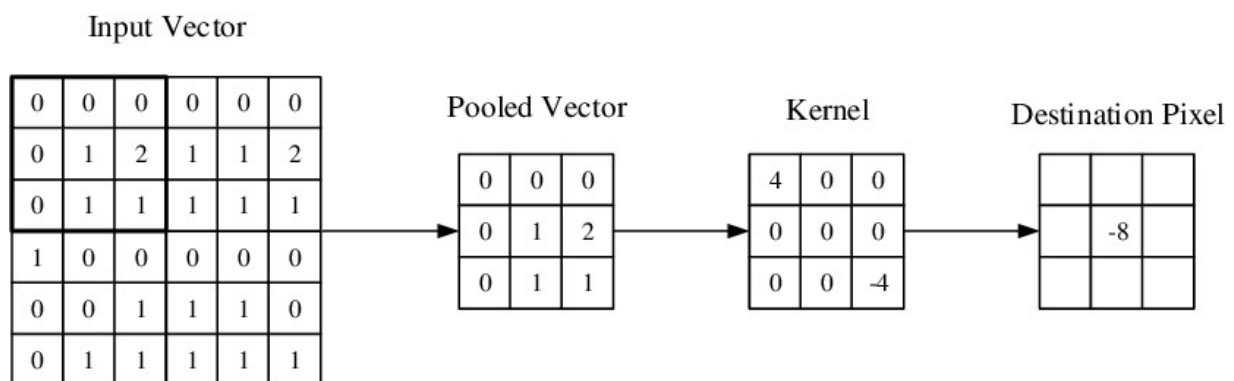 Input Vector
Pooled Vector
Kernel
Destination Pixel
0 0 0 0 0 0
0 1 2 1 1 2
0 1 1 1 1 1
1 0 0 0 0 0
0 0 1 1 1 0
0 1 1 1 1 1
0 0 0
0 1 2
0 1 1
4 0 0
0 0 0
0 0 -4
-8